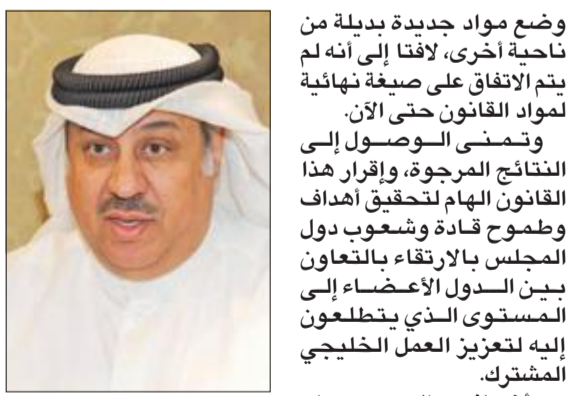 وضع مواد جديدة بديلة من
ناحية أخرى، لافتا إلى أنه لم
يتم الاتفاق على صيغة نهائية
لمواد القانون حتى الآن.
وتمنى الوصول إلى
النتائج المرجوة، وإقرار هذا
القانون الهام لتحقيق أهداف
وطموح قادة وشعوب دول
المجلس بالارتقاء بالتعاون
بين الدول الأعضاء إلى
المستوى الذي يتطلعون
إليه لتعزيز العمل الخليجي
المشترك.